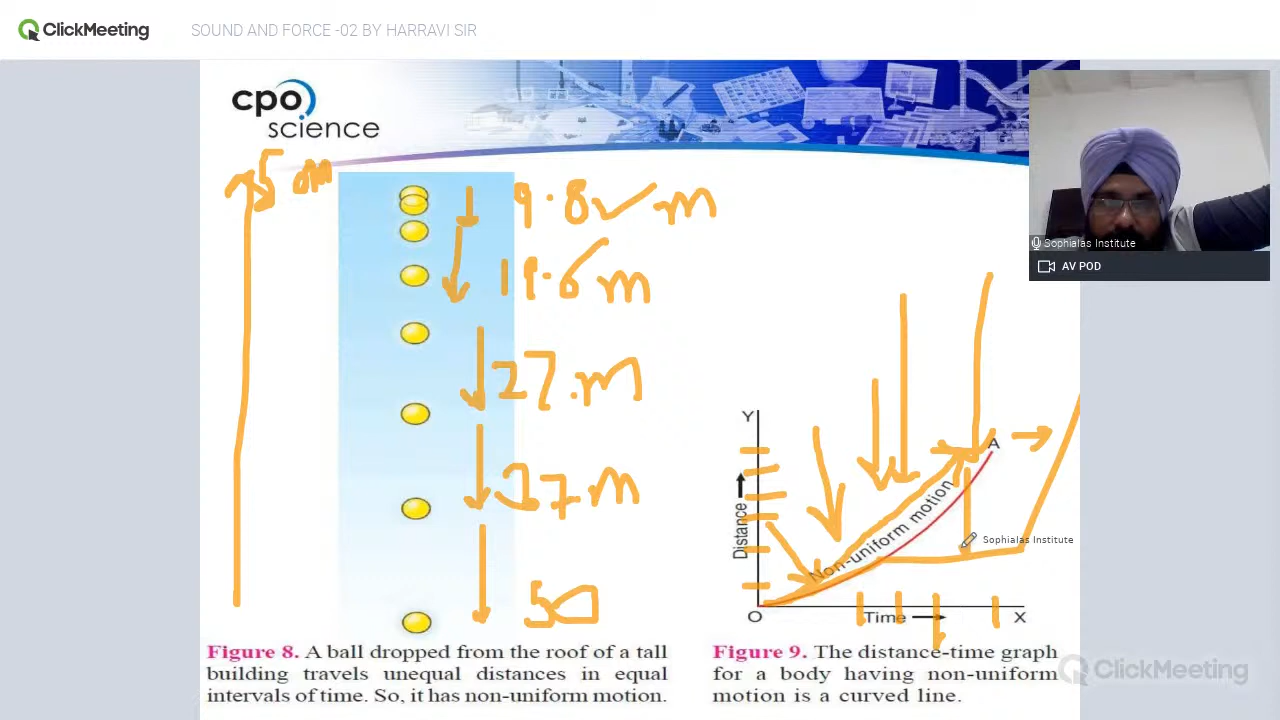 ClickMeeting
SOUND AND FORCE -02 BY HARRAVI SIR
cpo
science
5 m
9.8 m
19.6 m
27.m
37 m
50
Sophialas Institute
AV POD
Y
A
Distance
Non-uniform motion
Sophialas Institute
O
Time
X
Figure 8. A ball dropped from the roof of a tall
building travels unequal distances in equal
intervals of time. So, it has non-uniform motion.
Figure 9. The distance-time graph
for a body having non-uniform
motion is a curved line.
ClickMeeting